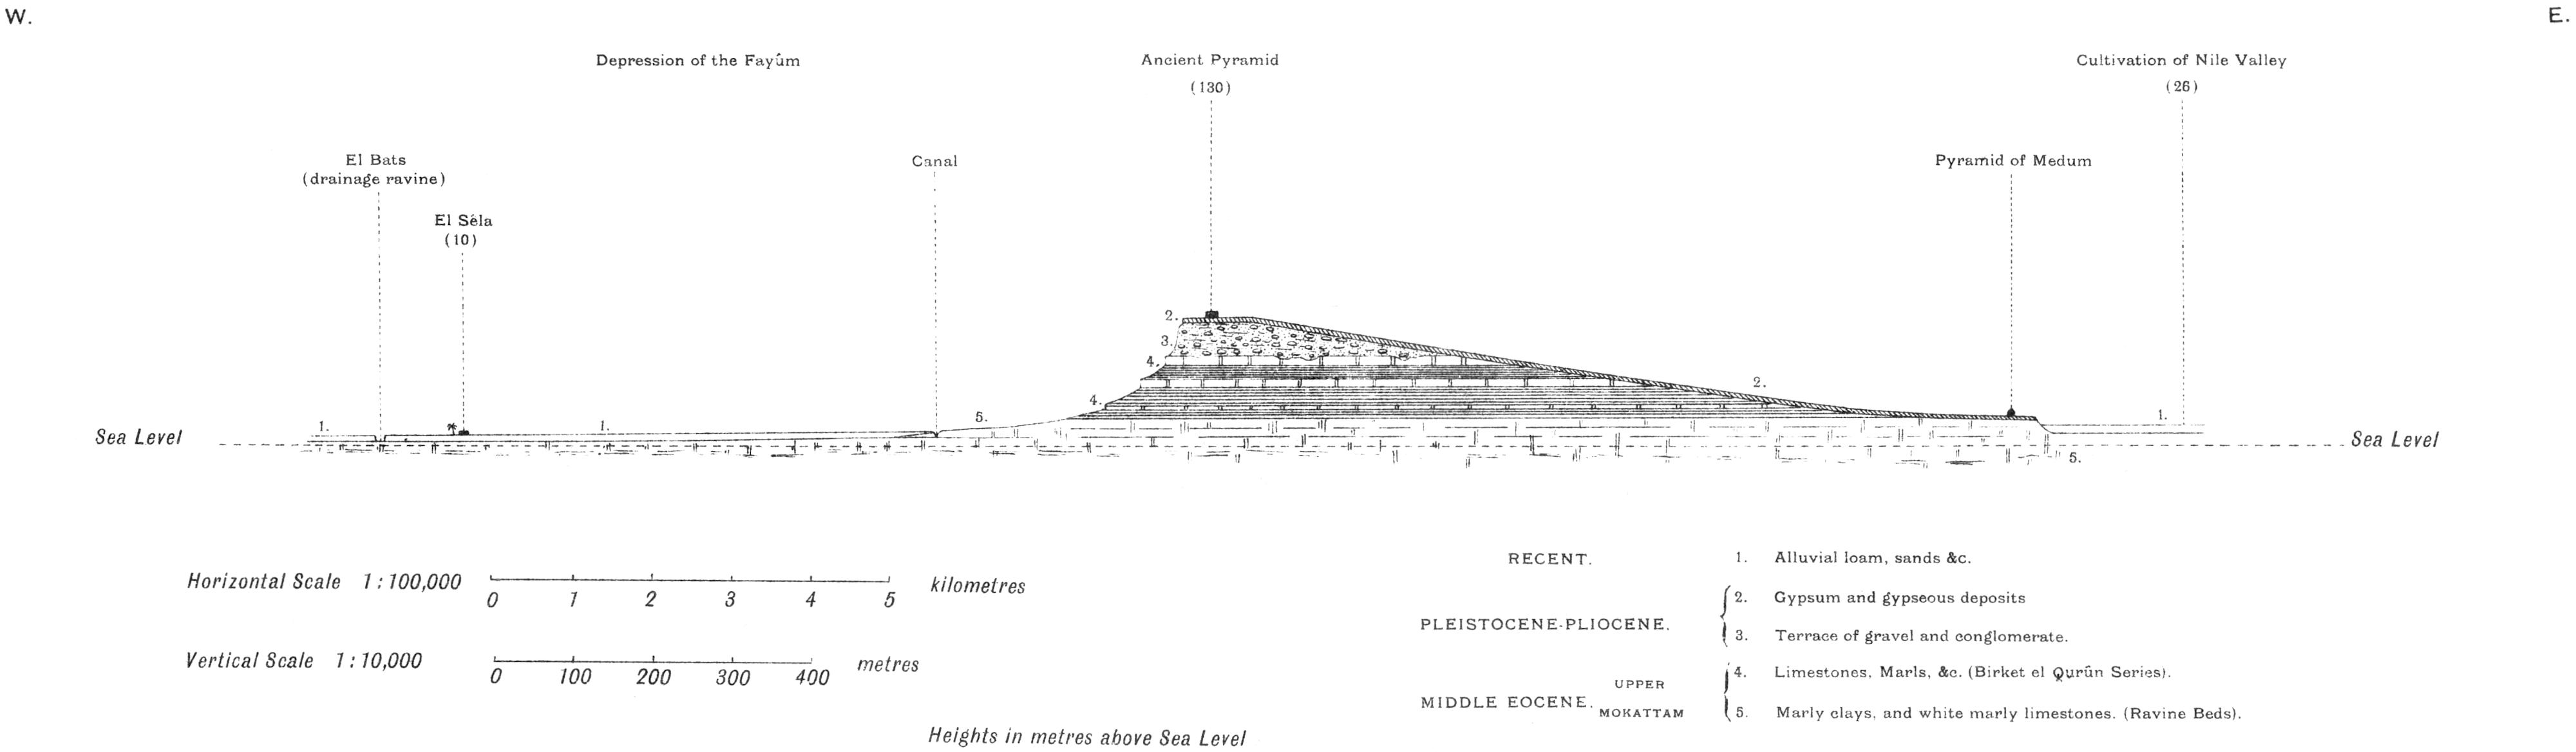 W.
E.
Depression of the Fayûm
Ancient Pyramid
(130)
Cultivation of Nile Valley
(26)
El Bats
(drainage ravine)
El Sêla
(10)
Canal
Pyramid of Medum
2.
3.
4.
4.
5.
2.
1.
1.
1.
5.
Sea Level
Sea Level
Horizontal Scale 1:100,000
0 1 2 3 4 5
kilometres
Vertical Scale 1:10,000
0 100 200 300 400
metres
Heights in metres above Sea Level
RECENT. 1. Alluvial loam, sands &c.
PLEISTOCENE-PLIOCENE.
2. Gypsum and gypseous deposits
3. Terrace of gravel and conglomerate.
MIDDLE EOCENE. UPPER MOKATTAM
4. Limestones, Marls, &c. (Birket el Qurûn Series).
5. Marly clays, and white marly limestones. (Ravine Beds).